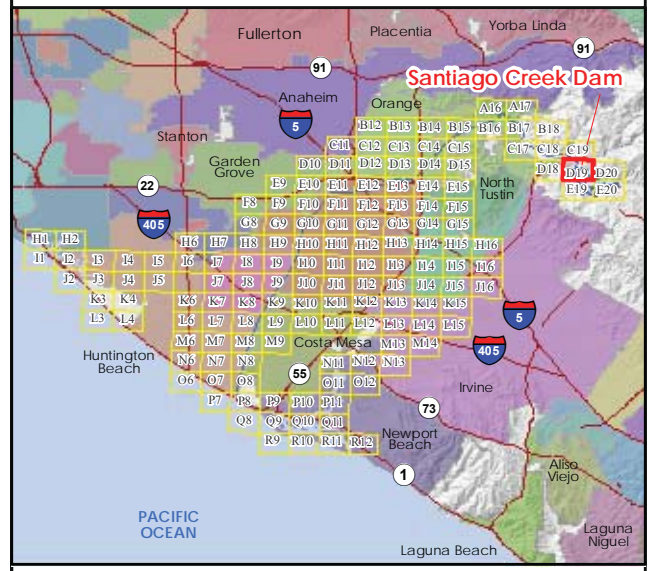 Fullerton
Placentia
Yorba Linda
91
91
Santiago Creek Dam
Anaheim
Orange
A16 A17
5
B12 B13 B14 B15 B16 B17 B18
Stanton
C11 C12 C13 C14 C15 C17 C18 C19
Garden
Grove
D10 D11 D12 D13 D14 D15 D18 D19 D20
22
E9 E10 E11 E12 E13 E14 E15 E19 E20
North
Tustin
F8 F9 F10 F11 F12 F13 F14 F15
405
G8 G9 G10 G11 G12 G13 G14 G15
H1 H2 H6 H7 H8 H9 H10 H11 H12 H13 H14 H15 H16
I1 I2 I3 I4 I5 I6 I7 I8 I9 I10 I11 I12 I13 I14 I15 I16
J2 J3 J4 J5 J7 J8 J9 J10 J11 J12 J13 J14 J15 J16
K3 K4 K6 K7 K8 K9 K10 K11 K12 K13 K14 K15
L3 L4 L6 L7 L8 L9 L10 L11 L12 L13 L14 L15
5
M6 M7 M8 M9 Costa Mesa M13 M14
405
Huntington
Beach
N6 N7 N8 N11 N12 N13
55
O6 O7 O8 O11 O12
Irvine
P7 P8 P9 P10 P11
73
Q8 Q9 Q10 Q11
Newport
Beach
R9 R10 R11 R12
1
Aliso
Viejo
PACIFIC
OCEAN
Laguna
Niguel
Laguna Beach